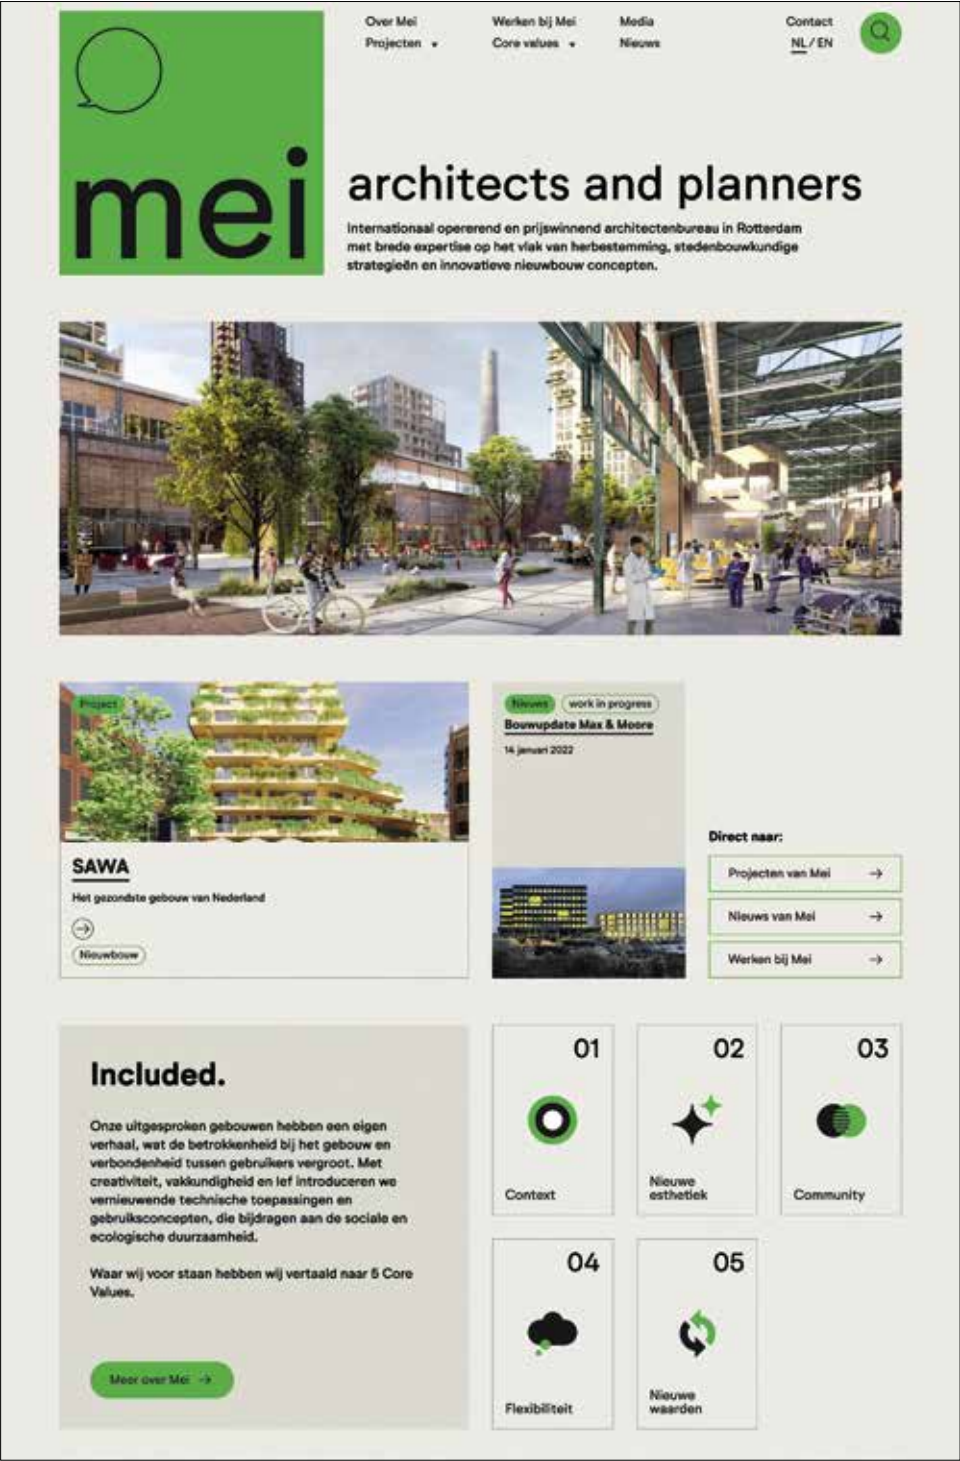 mei
Over Mei
Projecten
Werken bij Mei
Core values
Media
Nieuws
Contact
NL/EN
architects and planners
Internationaal opererend en prijswinnend architectenbureau in Rotterdam
met brede expertise op het vlak van herbestemming, stedenbouwkundige
strategieën en innovatieve nieuwbouw concepten.
Project
SAWA
Het gezondste gebouw van Nederland
Nieuwbouw
Nieuws work in progress
Bouwupdate Max & Moore
14 januari 2022
Direct naar:
Projecten van Mei
Nieuws van Mei
Werken bij Mei
Included.
Onze uitgesproken gebouwen hebben een eigen
verhaal, wat de betrokkenheid bij het gebouw en
verbondenheid tussen gebruikers vergroot. Met
creativiteit, vakkundigheid en lef introduceren we
vernieuwende technische toepassingen en
gebruiksconcepten, die bijdragen aan de sociale en
ecologische duurzaamheid.
Waar wij voor staan hebben wij vertaald naar 5 Core
Values.
Meer over Mei
01
Context
02
Nieuwe
esthetiek
03
Community
04
Flexibiliteit
05
Nieuwe
waarden